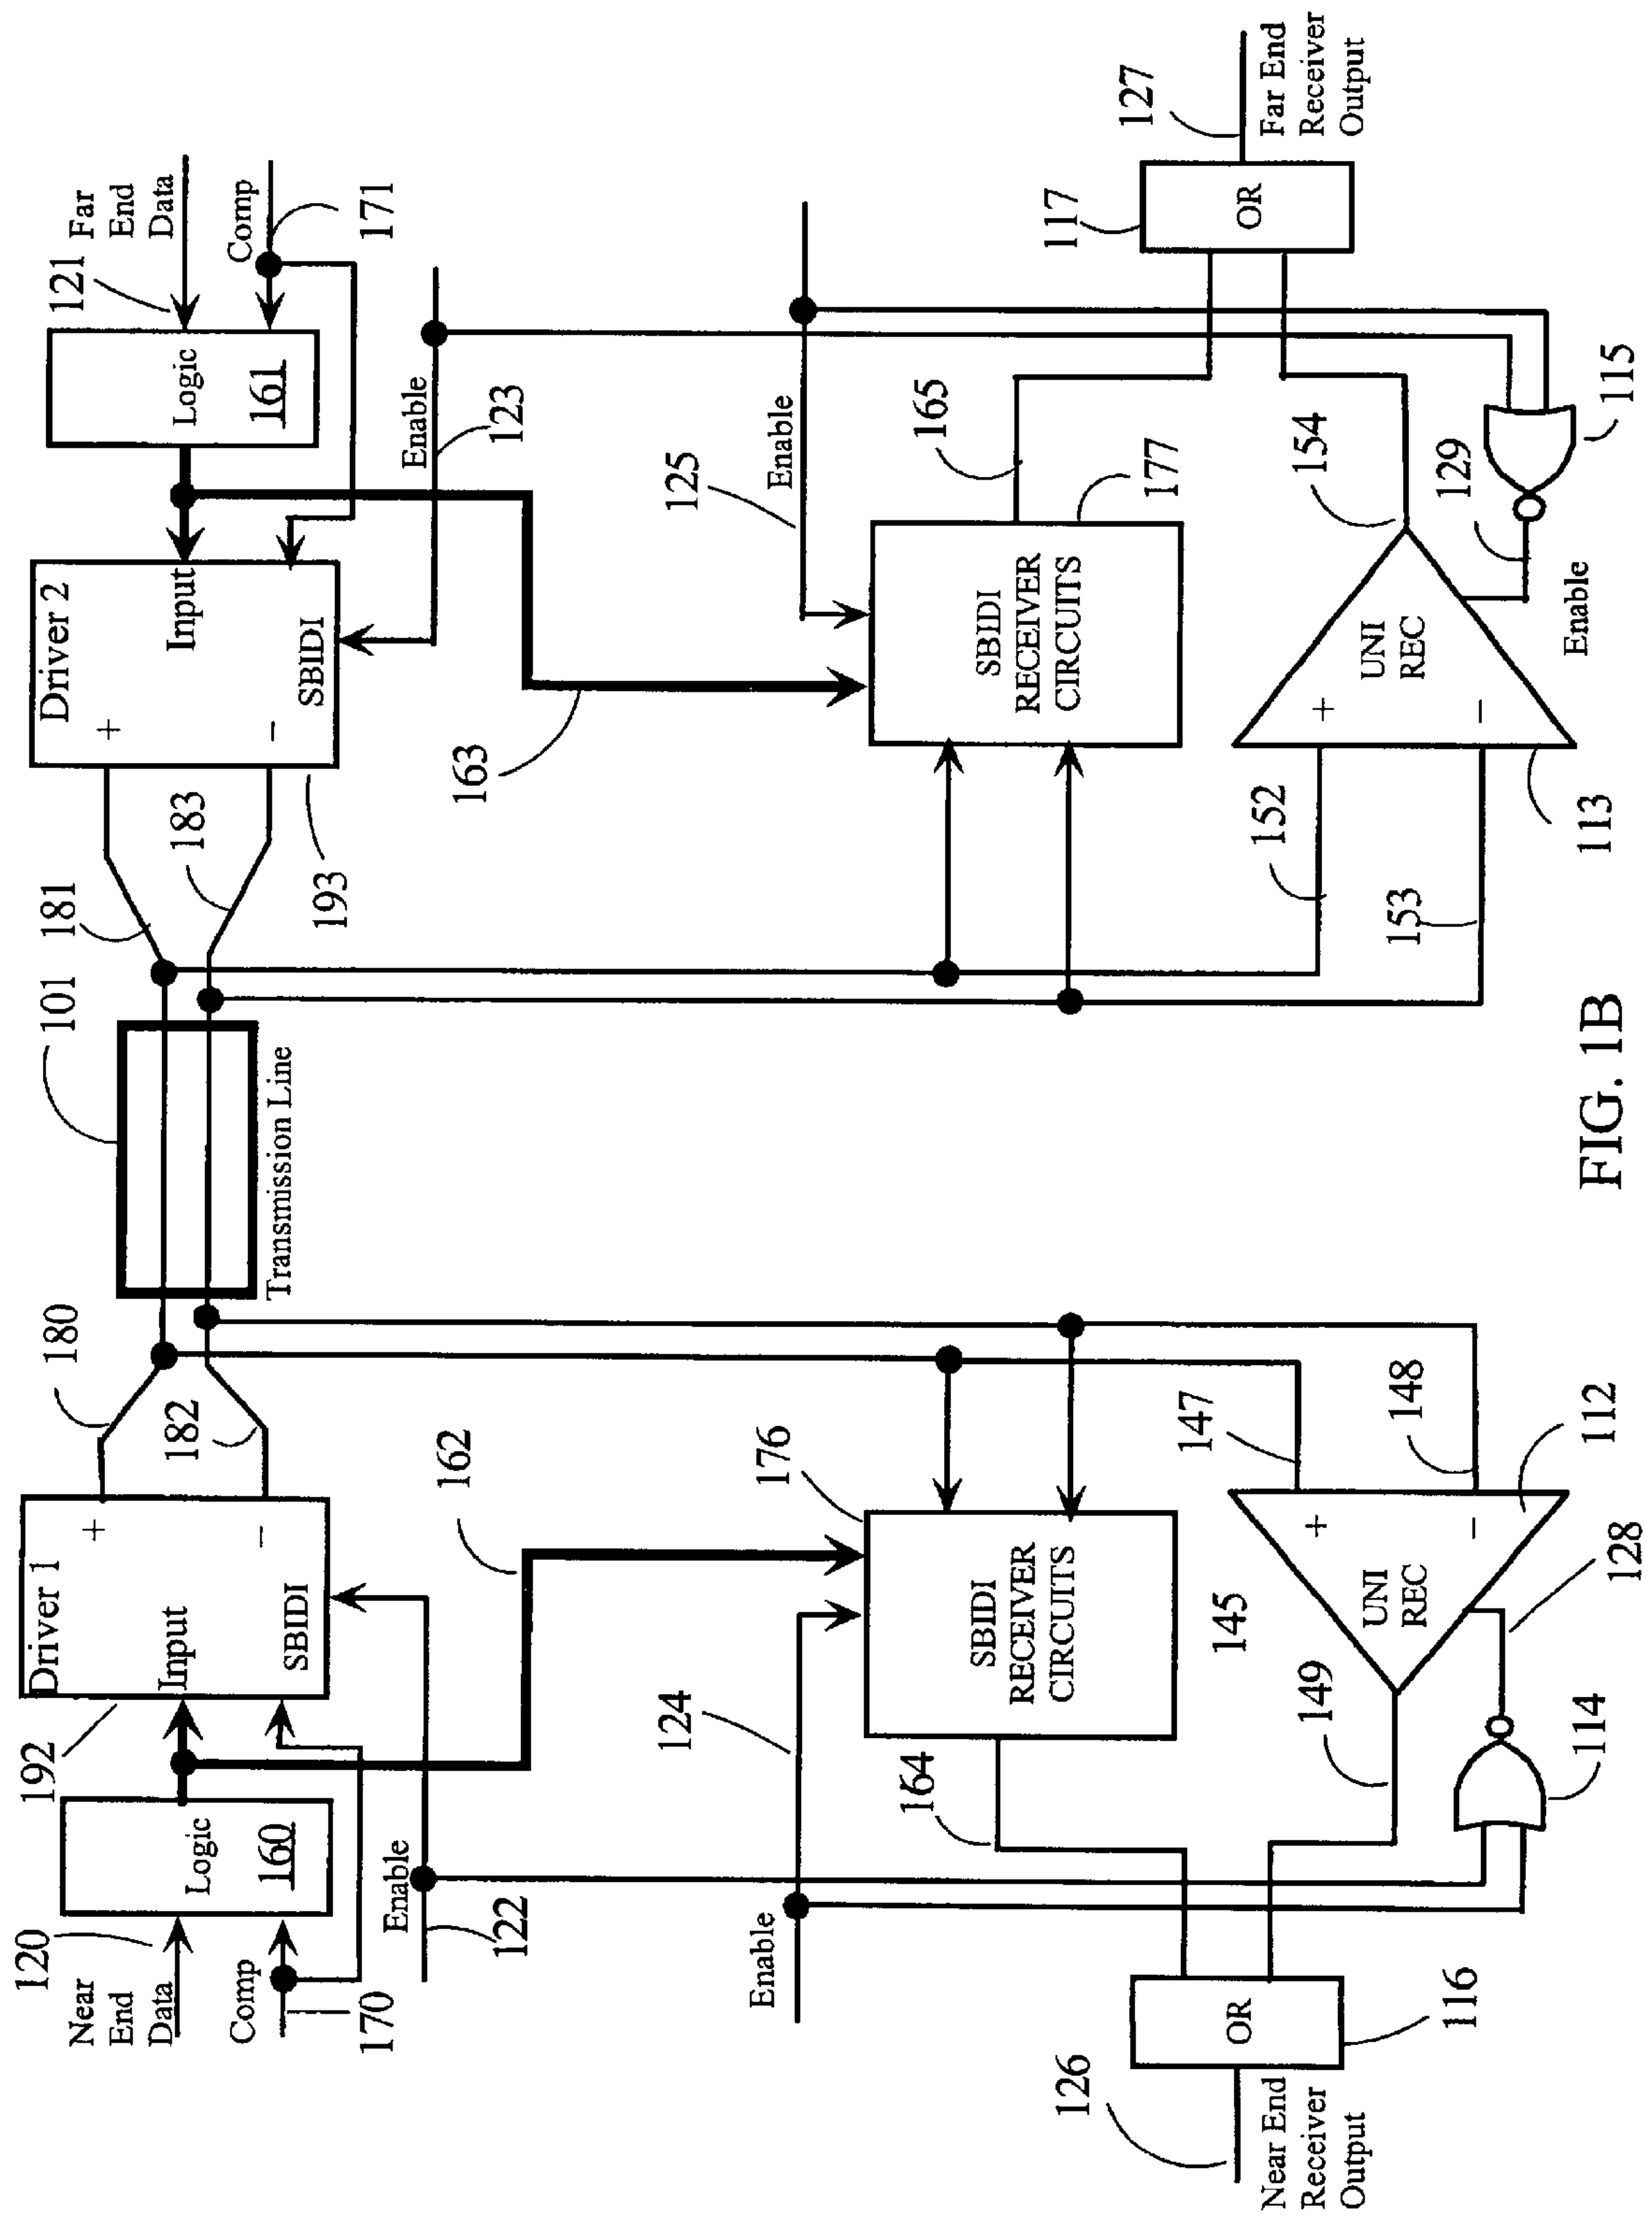 120
Near
End
Data
Comp
170
Logic
160
192
Driver 1
Input
+
−
SBIDI
180
182
101
Transmission Line
181
183
193
Driver 2
+
−
Input
SBIDI
Logic
161
121
Far
End
Data
Comp
171
Enable
122
162
163
Enable
123
Enable
124
176
SBIDI
RECEIVER
CIRCUITS
164
125
Enable
SBIDI
RECEIVER
CIRCUITS
165
177
126
Near End
Receiver
Output
OR
116
149
145
UNI
REC
+
−
147
148
112
128
114
152
153
+
−
UNI
REC
113
154
129
Enable
115
117
OR
127
Far End
Receiver
Output
FIG. 1B